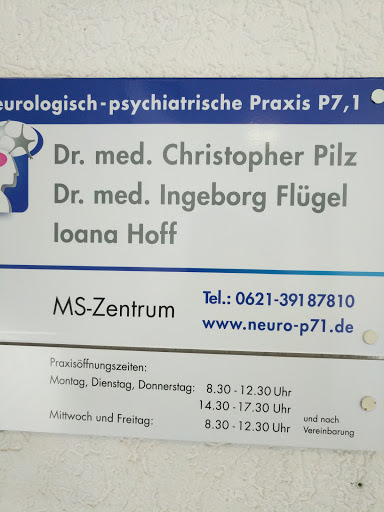 eurologisch-psychiatrische Praxis P7,1
Dr. med. Christopher Pilz
Dr. med. Ingeborg Flügel
Ioana Hoff
MS-Zentrum
Tel.: 0621-39187810
www.neuro-p71.de
Praxisöffnungszeiten:
Montag, Dienstag, Donnerstag: 8.30 - 12.30 Uhr
14.30 - 17.30 Uhr
Mittwoch und Freitag: 8.30 - 12.30 Uhr und nach Vereinbarung